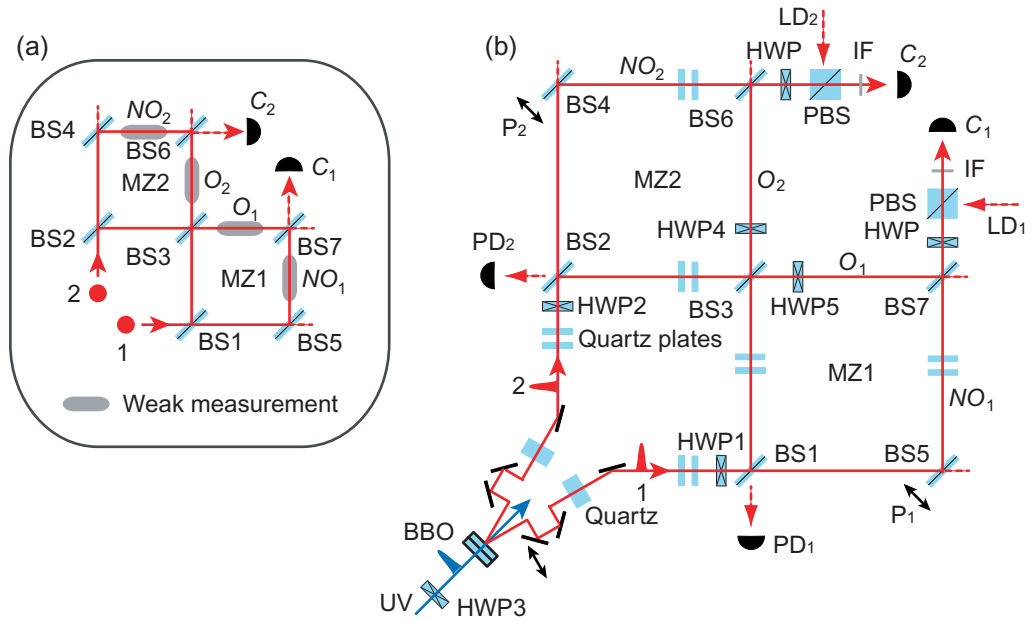 (a)
NO₂
C₂
BS4
BS6
C₁
MZ2
O₂
O₁
BS2
BS3
BS7
MZ1
NO₁
2
1
BS1
BS5
Weak measurement
(b)
LD₂
HWP
IF
C₂
NO₂
BS4
BS6
PBS
P₂
C₁
IF
MZ2
O₂
PBS
HWP
LD₁
BS2
HWP4
PD₂
O₁
HWP2
BS3
HWP5
BS7
Quartz plates
2
MZ1
NO₁
HWP1
BS1
BS5
1
Quartz
P₁
BBO
PD₁
UV
HWP3